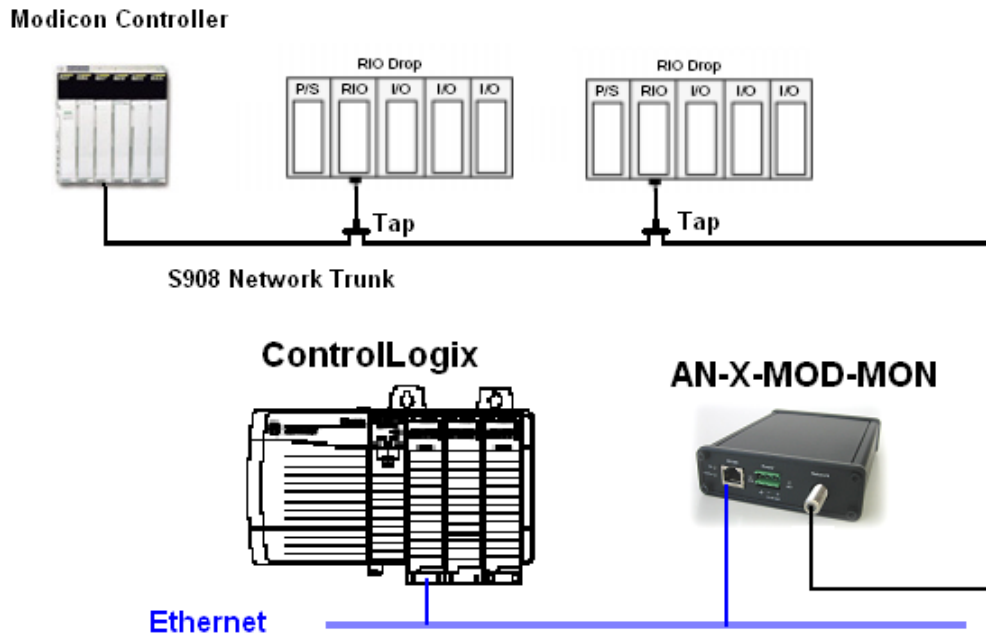 Modicon Controller
RIO Drop
P/S RIO I/O I/O I/O
RIO Drop
P/S RIO I/O I/O I/O
Tap
Tap
S908 Network Trunk
ControlLogix
AN-X-MOD-MON
Ethernet